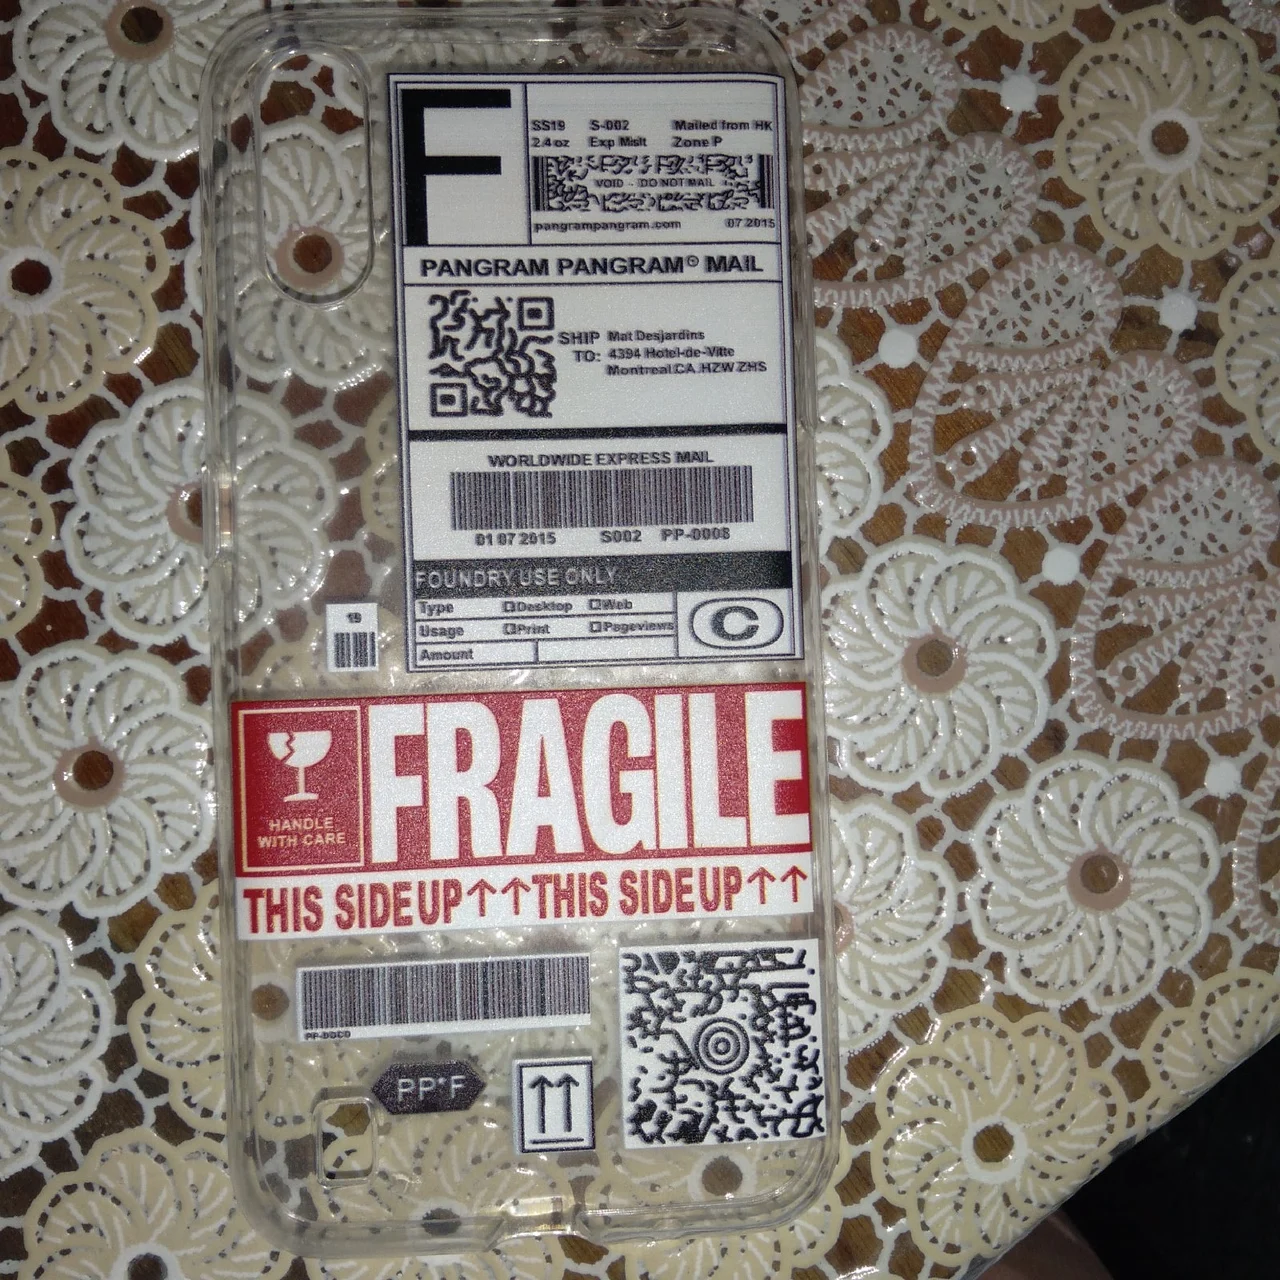 F
SS19 S-002 Mailed from HK
2.4 oz Exp Mislt Zone P
VOID - DO NOT MAIL
pangrampangram.com 07.2015
PANGRAM PANGRAM© MAIL
SHIP TO: Mat Desjardins
4394 Hotel-de-Vitte
Montreal.CA.HZW.ZHS
WORLDWIDE EXPRESS MAIL
01 07 2015 S002 PP-0008
FOUNDRY USE ONLY
Type Desktop Web
Usage Print Pageviews
Amount
C
19
HANDLE
WITH CARE
FRAGILE
THIS SIDE UP↑↑THIS SIDE UP↑↑
PP*F